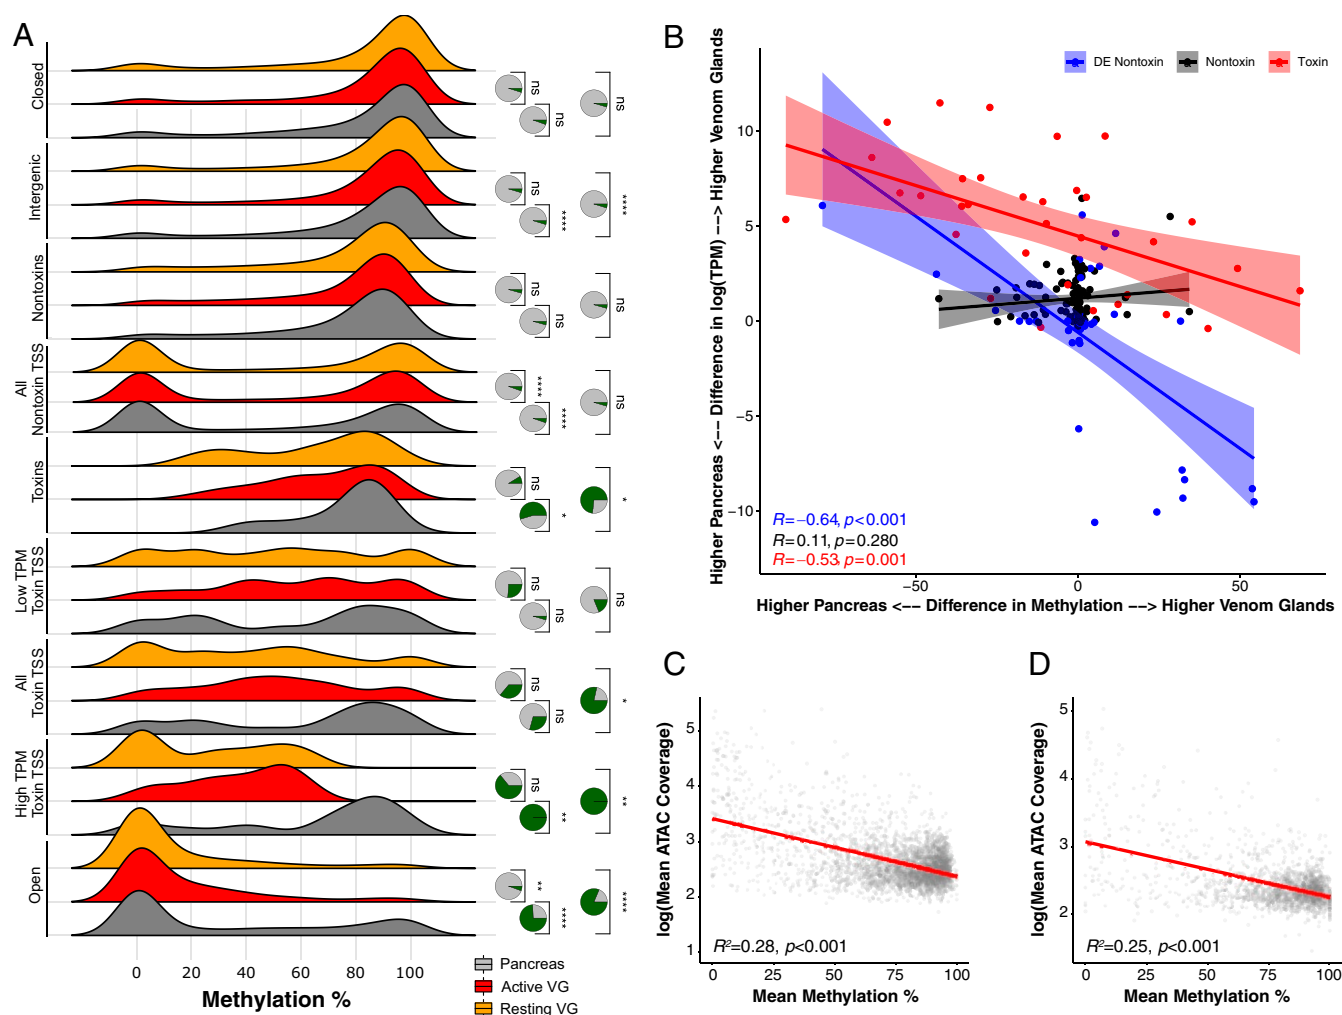 A
Closed
ns
ns
ns
Intergenic
ns
****
****
Nontoxins
ns
ns
ns
All
Nontoxin TSS
****
****
ns
Toxins
ns
*
*
Low TPM
Toxin TSS
ns
ns
ns
All
Toxin TSS
ns
ns
*
High TPM
Toxin TSS
ns
**
**
Open
**
****
****
0 20 40 60 80 100
Methylation %
Pancreas
Active VG
Resting VG
B
DE Nontoxin
Nontoxin
Toxin
Higher Pancreas <–– Difference in log(TPM) ––> Higher Venom Glands
10
5
0
−5
−10
R=−0.64, p<0.001
R=0.11, p=0.280
R=−0.53, p=0.001
−50 0 50
Higher Pancreas <–– Difference in Methylation ––> Higher Venom Glands
C
log(Mean ATAC Coverage)
5
4
3
2
1
R²=0.28, p<0.001
0 25 50 75 100
Mean Methylation %
D
log(Mean ATAC Coverage)
5
4
3
2
R²=0.25, p<0.001
0 25 50 75 100
Mean Methylation %